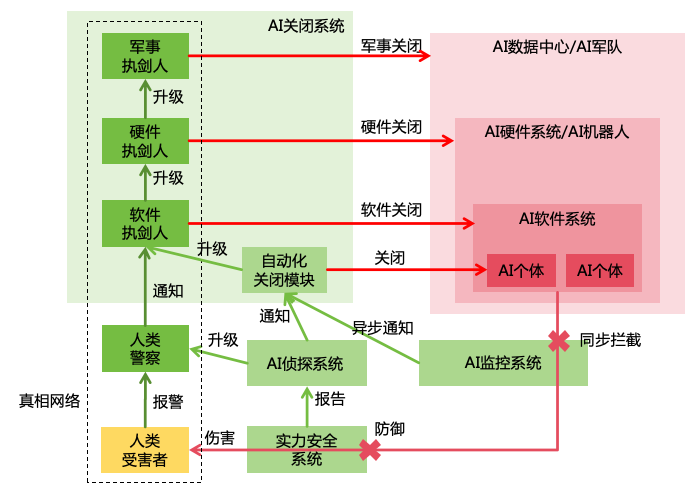 AI关闭系统
军事
执剑人
军事关闭
AI数据中心/AI军队
升级
硬件
执剑人
硬件关闭
AI硬件系统/AI机器人
升级
软件
执剑人
软件关闭
AI软件系统
升级
自动化
关闭模块
关闭
AI个体
AI个体
通知
通知
异步通知
人类
警察
升级
AI侦探系统
AI监控系统
同步拦截
真相网络
报警
报告
人类
受害者
伤害
实力安全
系统
防御